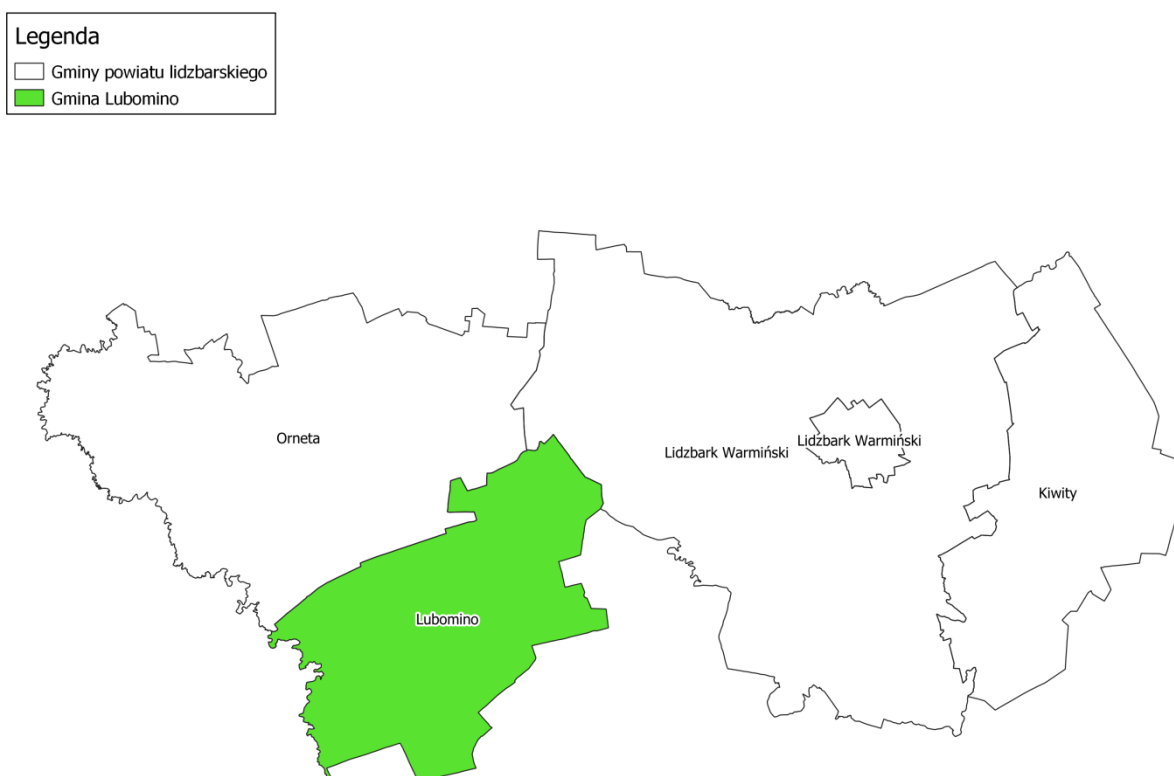 Legenda
Gminy powiatu lidzbarskiego
Gmina Lubomino
Orneta
Lidzbark Warmiński
Lidzbark Warmiński
Kiwity
Lubomino